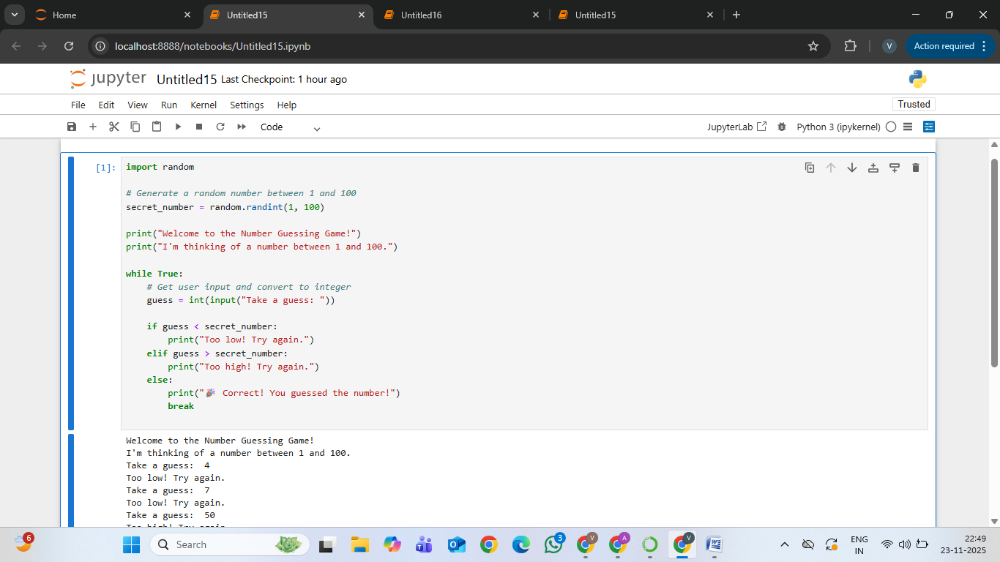 Home
Untitled15
Untitled16
Untitled15
localhost:8888/notebooks/Untitled15.ipynb
V
Action required
jupyter Untitled15 Last Checkpoint: 1 hour ago
File Edit View Run Kernel Settings Help
Trusted
Code
JupyterLab
Python 3 (ipykernel)
[1]:
import random
# Generate a random number between 1 and 100
secret_number = random.randint(1, 100)
print("Welcome to the Number Guessing Game!")
print("I'm thinking of a number between 1 and 100.")
while True:
    # Get user input and convert to integer
    guess = int(input("Take a guess: "))
    if guess < secret_number:
        print("Too low! Try again.")
    elif guess > secret_number:
        print("Too high! Try again.")
    else:
        print("🎉 Correct! You guessed the number!")
        break
Welcome to the Number Guessing Game!
I'm thinking of a number between 1 and 100.
Take a guess:  4
Too low! Try again.
Take a guess:  7
Too low! Try again.
Take a guess:  50
Too high! Try again.
6
Search
3
V
A
V
ENG
IN
22:49
23-11-2025